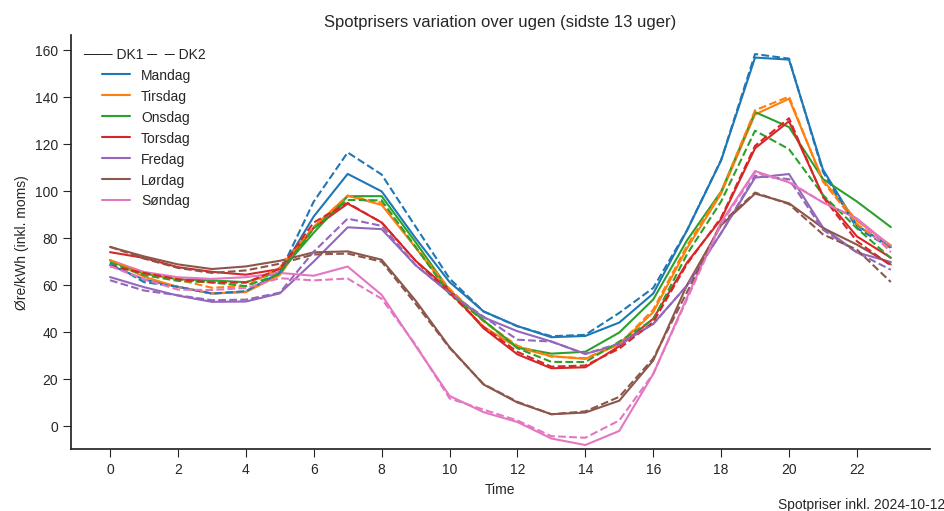 Spotprisers variation over ugen (sidste 13 uger)
DK1 DK2
Mandag
Tirsdag
Onsdag
Torsdag
Fredag
Lørdag
Søndag
Øre/kWh (inkl. moms)
160
140
120
100
80
60
40
20
0
0 2 4 6 8 10 12 14 16 18 20 22
Time
Spotpriser inkl. 2024-10-12